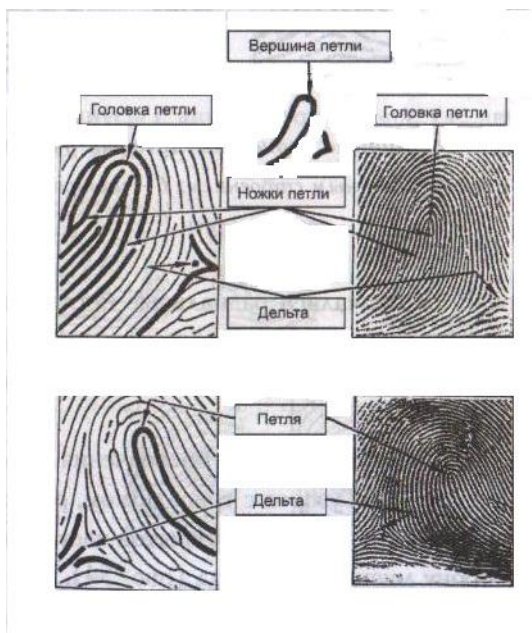 Вершина петли
Головка петли
Головка петли
Ножки петли
Дельта
Петля
Дельта